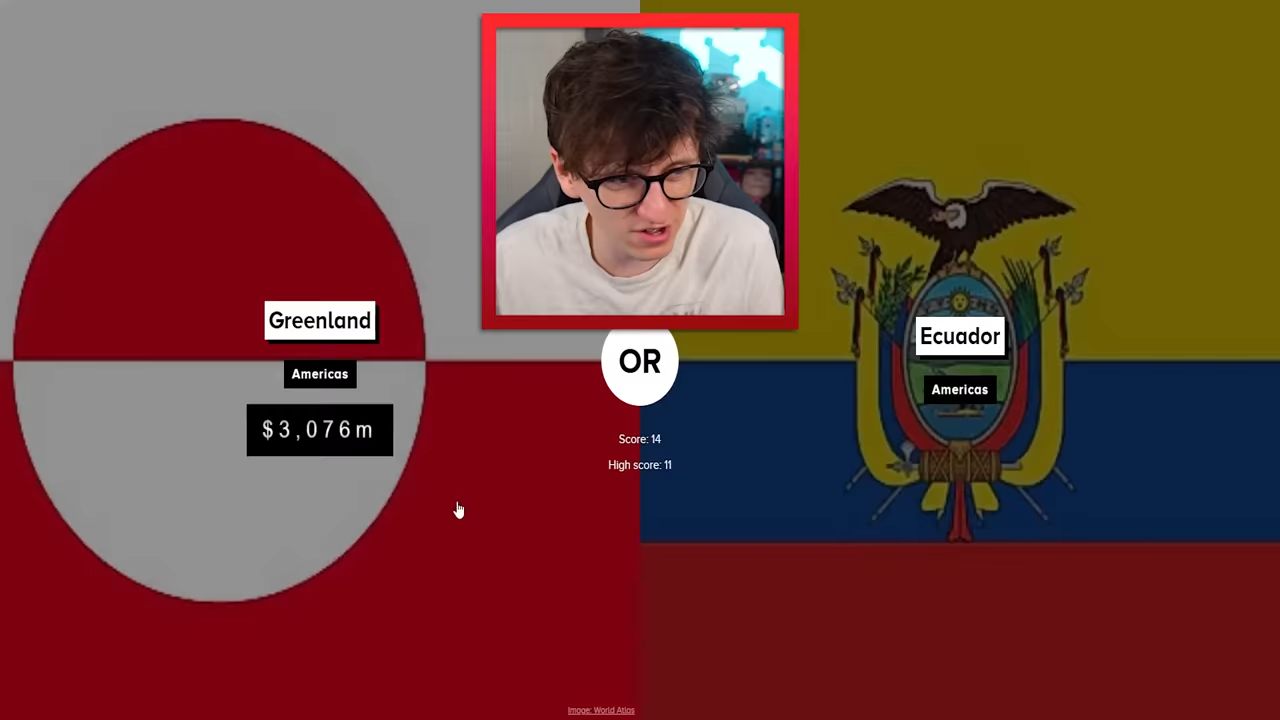 Greenland
Americas
$3,076m
OR
Score: 14
High score: 11
Ecuador
Americas
Image: World Atlas